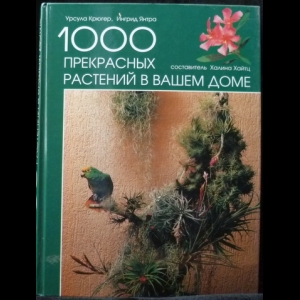 Урсула Крюгер, Ингрид Янтра
1000
ПРЕКРАСНЫХ
составитель Халина Хайтц
РАСТЕНИЙ В ВАШЕМ ДОМЕ